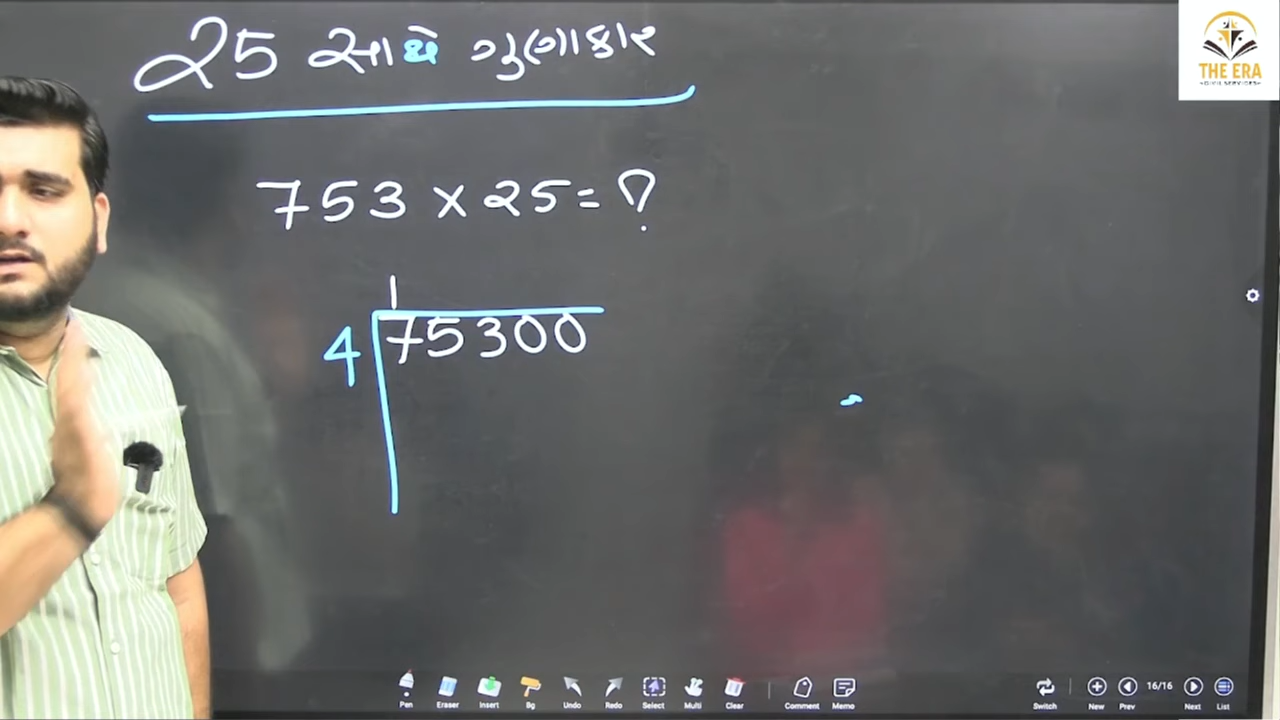 25 સાથે ગુણાકાર
THE ERA
753 × 25 = ?
1
4 75300
Pen Eraser Insert Bg Undo Redo Select Multi Clear Comment Memo Switch New Prev 16/16 Next List